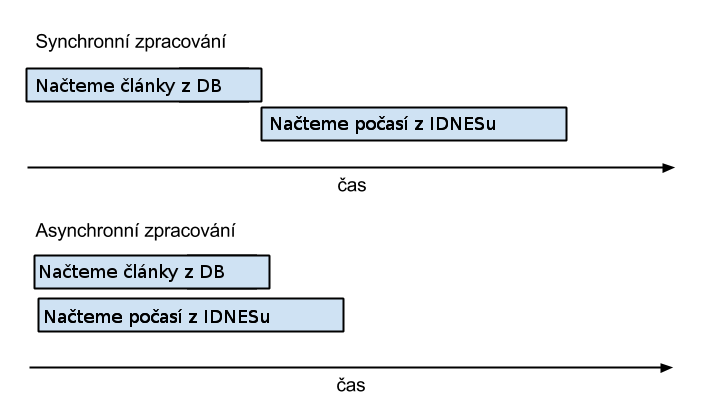 Synchronní zpracování
Načteme články z DB
Načteme počasí z IDNESu
čas
Asynchronní zpracování
Načteme články z DB
Načteme počasí z IDNESu
čas